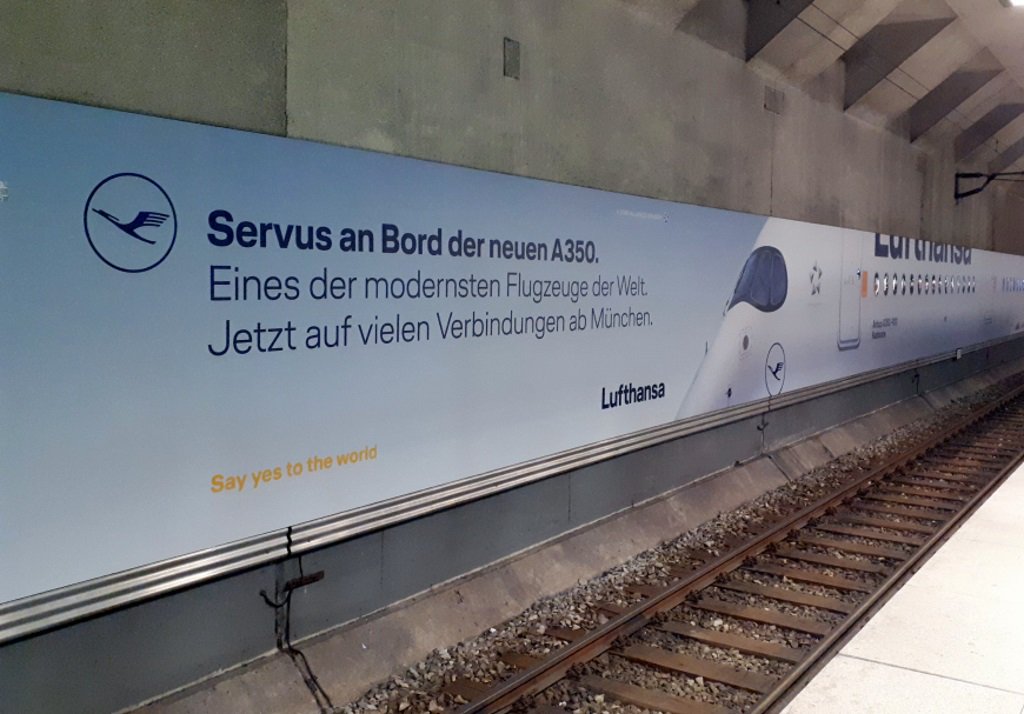 Servus an Bord der neuen A350.
Eines der modernsten Flugzeuge der Welt.
Jetzt auf vielen Verbindungen ab München.
Lufthansa
Say yes to the world
Lufthansa